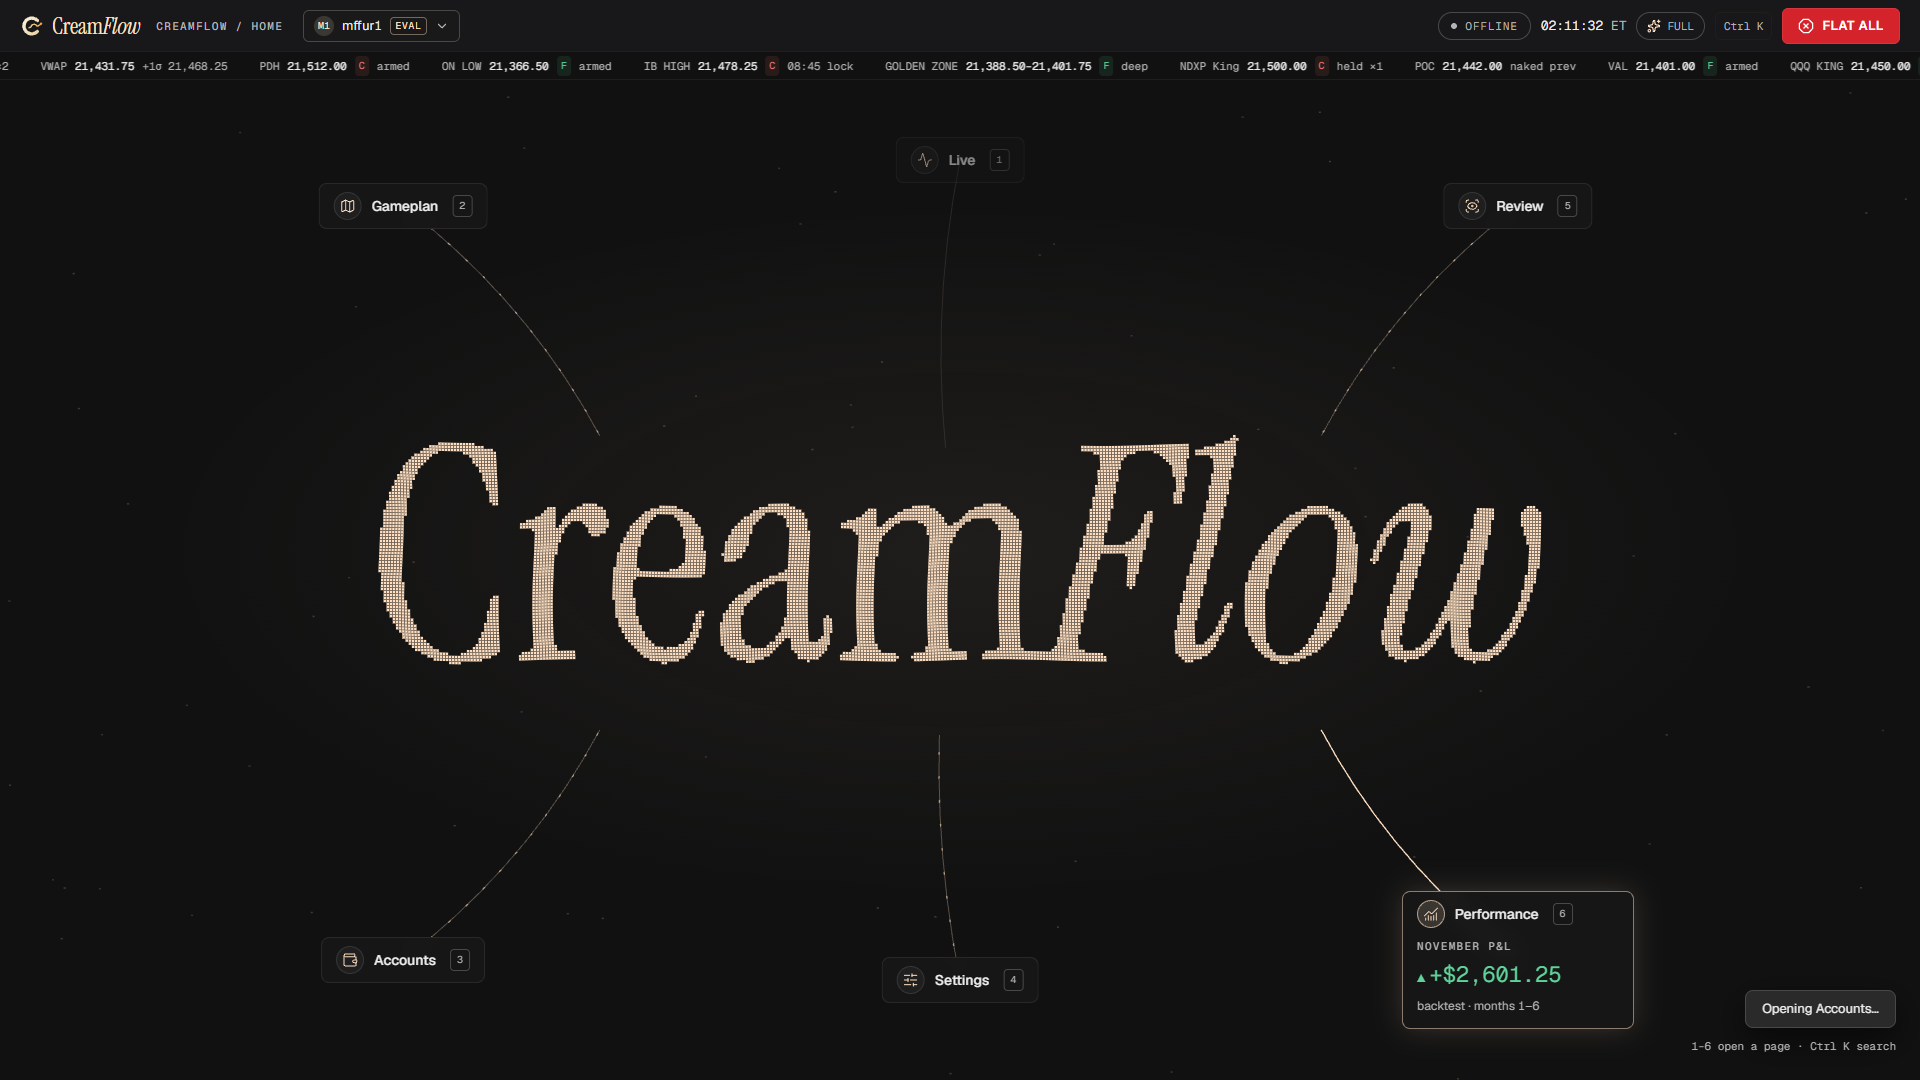 CreamFlow CREAMFLOW / HOME M1 mffur1 EVAL OFFLINE 02:11:32 ET FULL Ctrl K FLAT ALL
×2 VWAP 21,431.75 +1σ 21,468.25 PDH 21,512.00 C armed ON LOW 21,366.50 F armed IB HIGH 21,478.25 C 08:45 lock GOLDEN ZONE 21,388.50–21,401.75 F deep NDXP King 21,500.00 C held ×1 POC 21,442.00 naked prev VAL 21,401.00 F armed QQQ KING 21,450.00
Live 1
Gameplan 2
Review 5
CreamFlow
Accounts 3
Settings 4
Performance 6
NOVEMBER P&L
▲+$2,601.25
backtest · months 1–6
Opening Accounts…
1–6 open a page · Ctrl K search